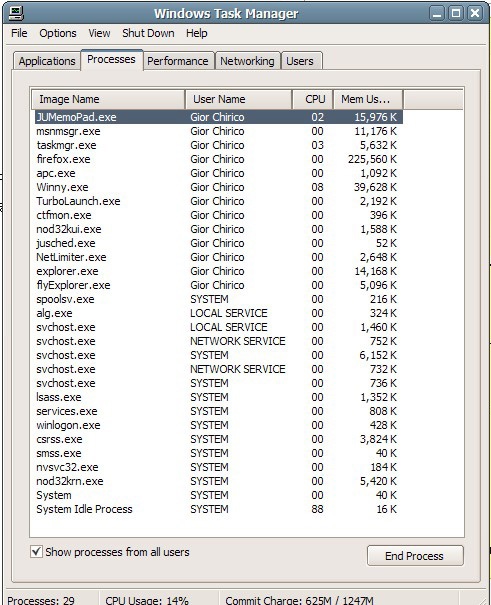 Windows Task Manager
File Options View Shut Down Help
Applications Processes Performance Networking Users
Image Name User Name CPU Mem Us...
JUMemoPad.exe Gior Chirico 02 15,976 K
msnmsgr.exe Gior Chirico 00 11,176 K
taskmgr.exe Gior Chirico 03 5,632 K
firefox.exe Gior Chirico 00 225,560 K
apc.exe Gior Chirico 00 1,092 K
Winny.exe Gior Chirico 08 39,628 K
TurboLaunch.exe Gior Chirico 00 2,192 K
ctfmon.exe Gior Chirico 00 396 K
nod32kui.exe Gior Chirico 00 1,588 K
jusched.exe Gior Chirico 00 52 K
NetLimiter.exe Gior Chirico 00 2,648 K
explorer.exe Gior Chirico 00 14,168 K
flyExplorer.exe Gior Chirico 00 5,096 K
spoolsv.exe SYSTEM 00 216 K
alg.exe LOCAL SERVICE 00 324 K
svchost.exe LOCAL SERVICE 00 1,460 K
svchost.exe NETWORK SERVICE 00 752 K
svchost.exe SYSTEM 00 6,152 K
svchost.exe NETWORK SERVICE 00 732 K
svchost.exe SYSTEM 00 736 K
lsass.exe SYSTEM 00 1,352 K
services.exe SYSTEM 00 808 K
winlogon.exe SYSTEM 00 428 K
csrss.exe SYSTEM 00 3,824 K
smss.exe SYSTEM 00 40 K
nvsvc32.exe SYSTEM 00 184 K
nod32krn.exe SYSTEM 00 5,420 K
System SYSTEM 00 40 K
System Idle Process SYSTEM 88 16 K
Show processes from all users End Process
Processes: 29 CPU Usage: 14% Commit Charge: 625M / 1247M